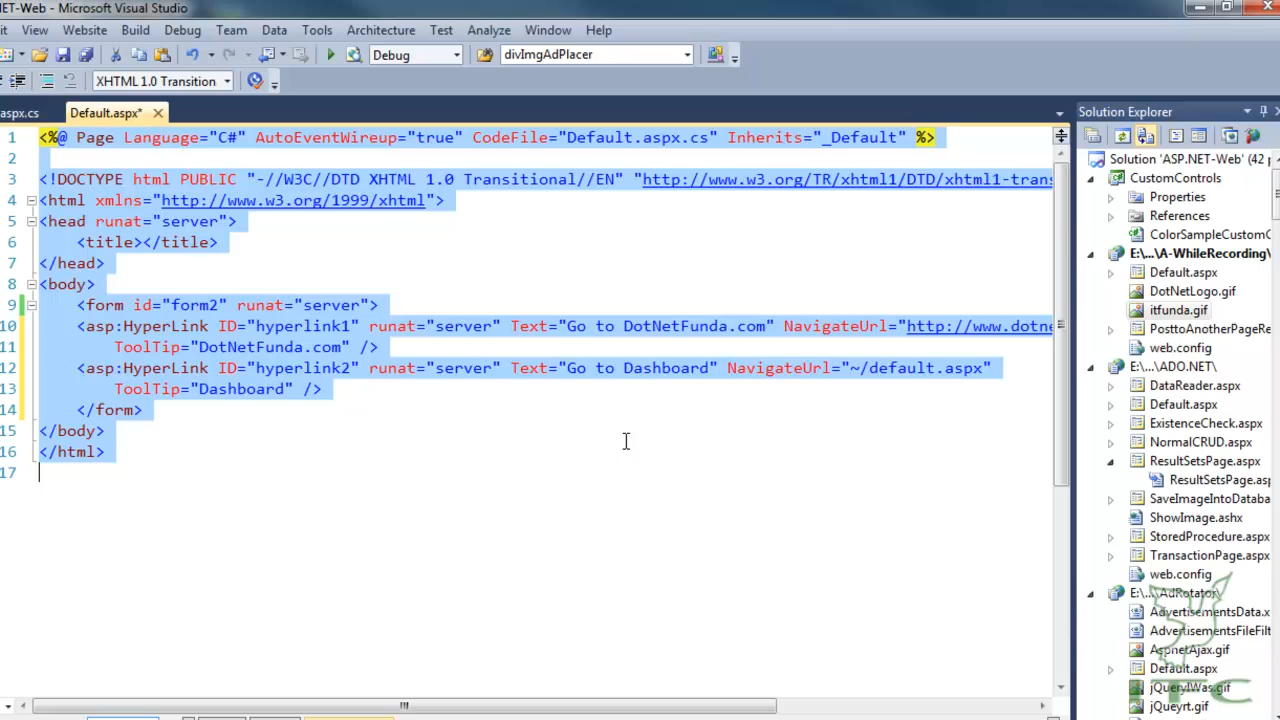 NET-Web - Microsoft Visual Studio
it View Website Build Debug Team Data Tools Architecture Test Analyze Window Help
Debug divImgAdPlacer
XHTML 1.0 Transition
aspx.cs Default.aspx* Solution Explorer
1 <%@ Page Language="C#" AutoEventWireup="true" CodeFile="Default.aspx.cs" Inherits="_Default" %>
2
3 <!DOCTYPE html PUBLIC "-//W3C//DTD XHTML 1.0 Transitional//EN" "http://www.w3.org/TR/xhtml1/DTD/xhtml1-trans
4 <html xmlns="http://www.w3.org/1999/xhtml">
5 <head runat="server">
6 <title></title>
7 </head>
8 <body>
9 <form id="form2" runat="server">
10 <asp:HyperLink ID="hyperlink1" runat="server" Text="Go to DotNetFunda.com" NavigateUrl="http://www.dotne
11 ToolTip="DotNetFunda.com" />
12 <asp:HyperLink ID="hyperlink2" runat="server" Text="Go to Dashboard" NavigateUrl="~/default.aspx"
13 ToolTip="Dashboard" />
14 </form>
15 </body>
16 </html>
17
Solution 'ASP.NET-Web' (42 p
CustomControls
Properties
References
ColorSampleCustomC
E:\...\A-WhileRecording\
Default.aspx
DotNetLogo.gif
itfunda.gif
PosttoAnotherPageRe
web.config
E:\...\ADO.NET\
DataReader.aspx
Default.aspx
ExistenceCheck.aspx
NormalCRUD.aspx
ResultSetsPage.aspx
ResultSetsPage.asp
SaveImageIntoDataba
ShowImage.ashx
StoredProcedure.aspx
TransactionPage.aspx
web.config
E:\...\AdRotator\
AdvertisementsData.x
AdvertisementsFileFilt
AspnetAjax.gif
Default.aspx
jQueryIWas.gif
jQueryrt.gif
ITC